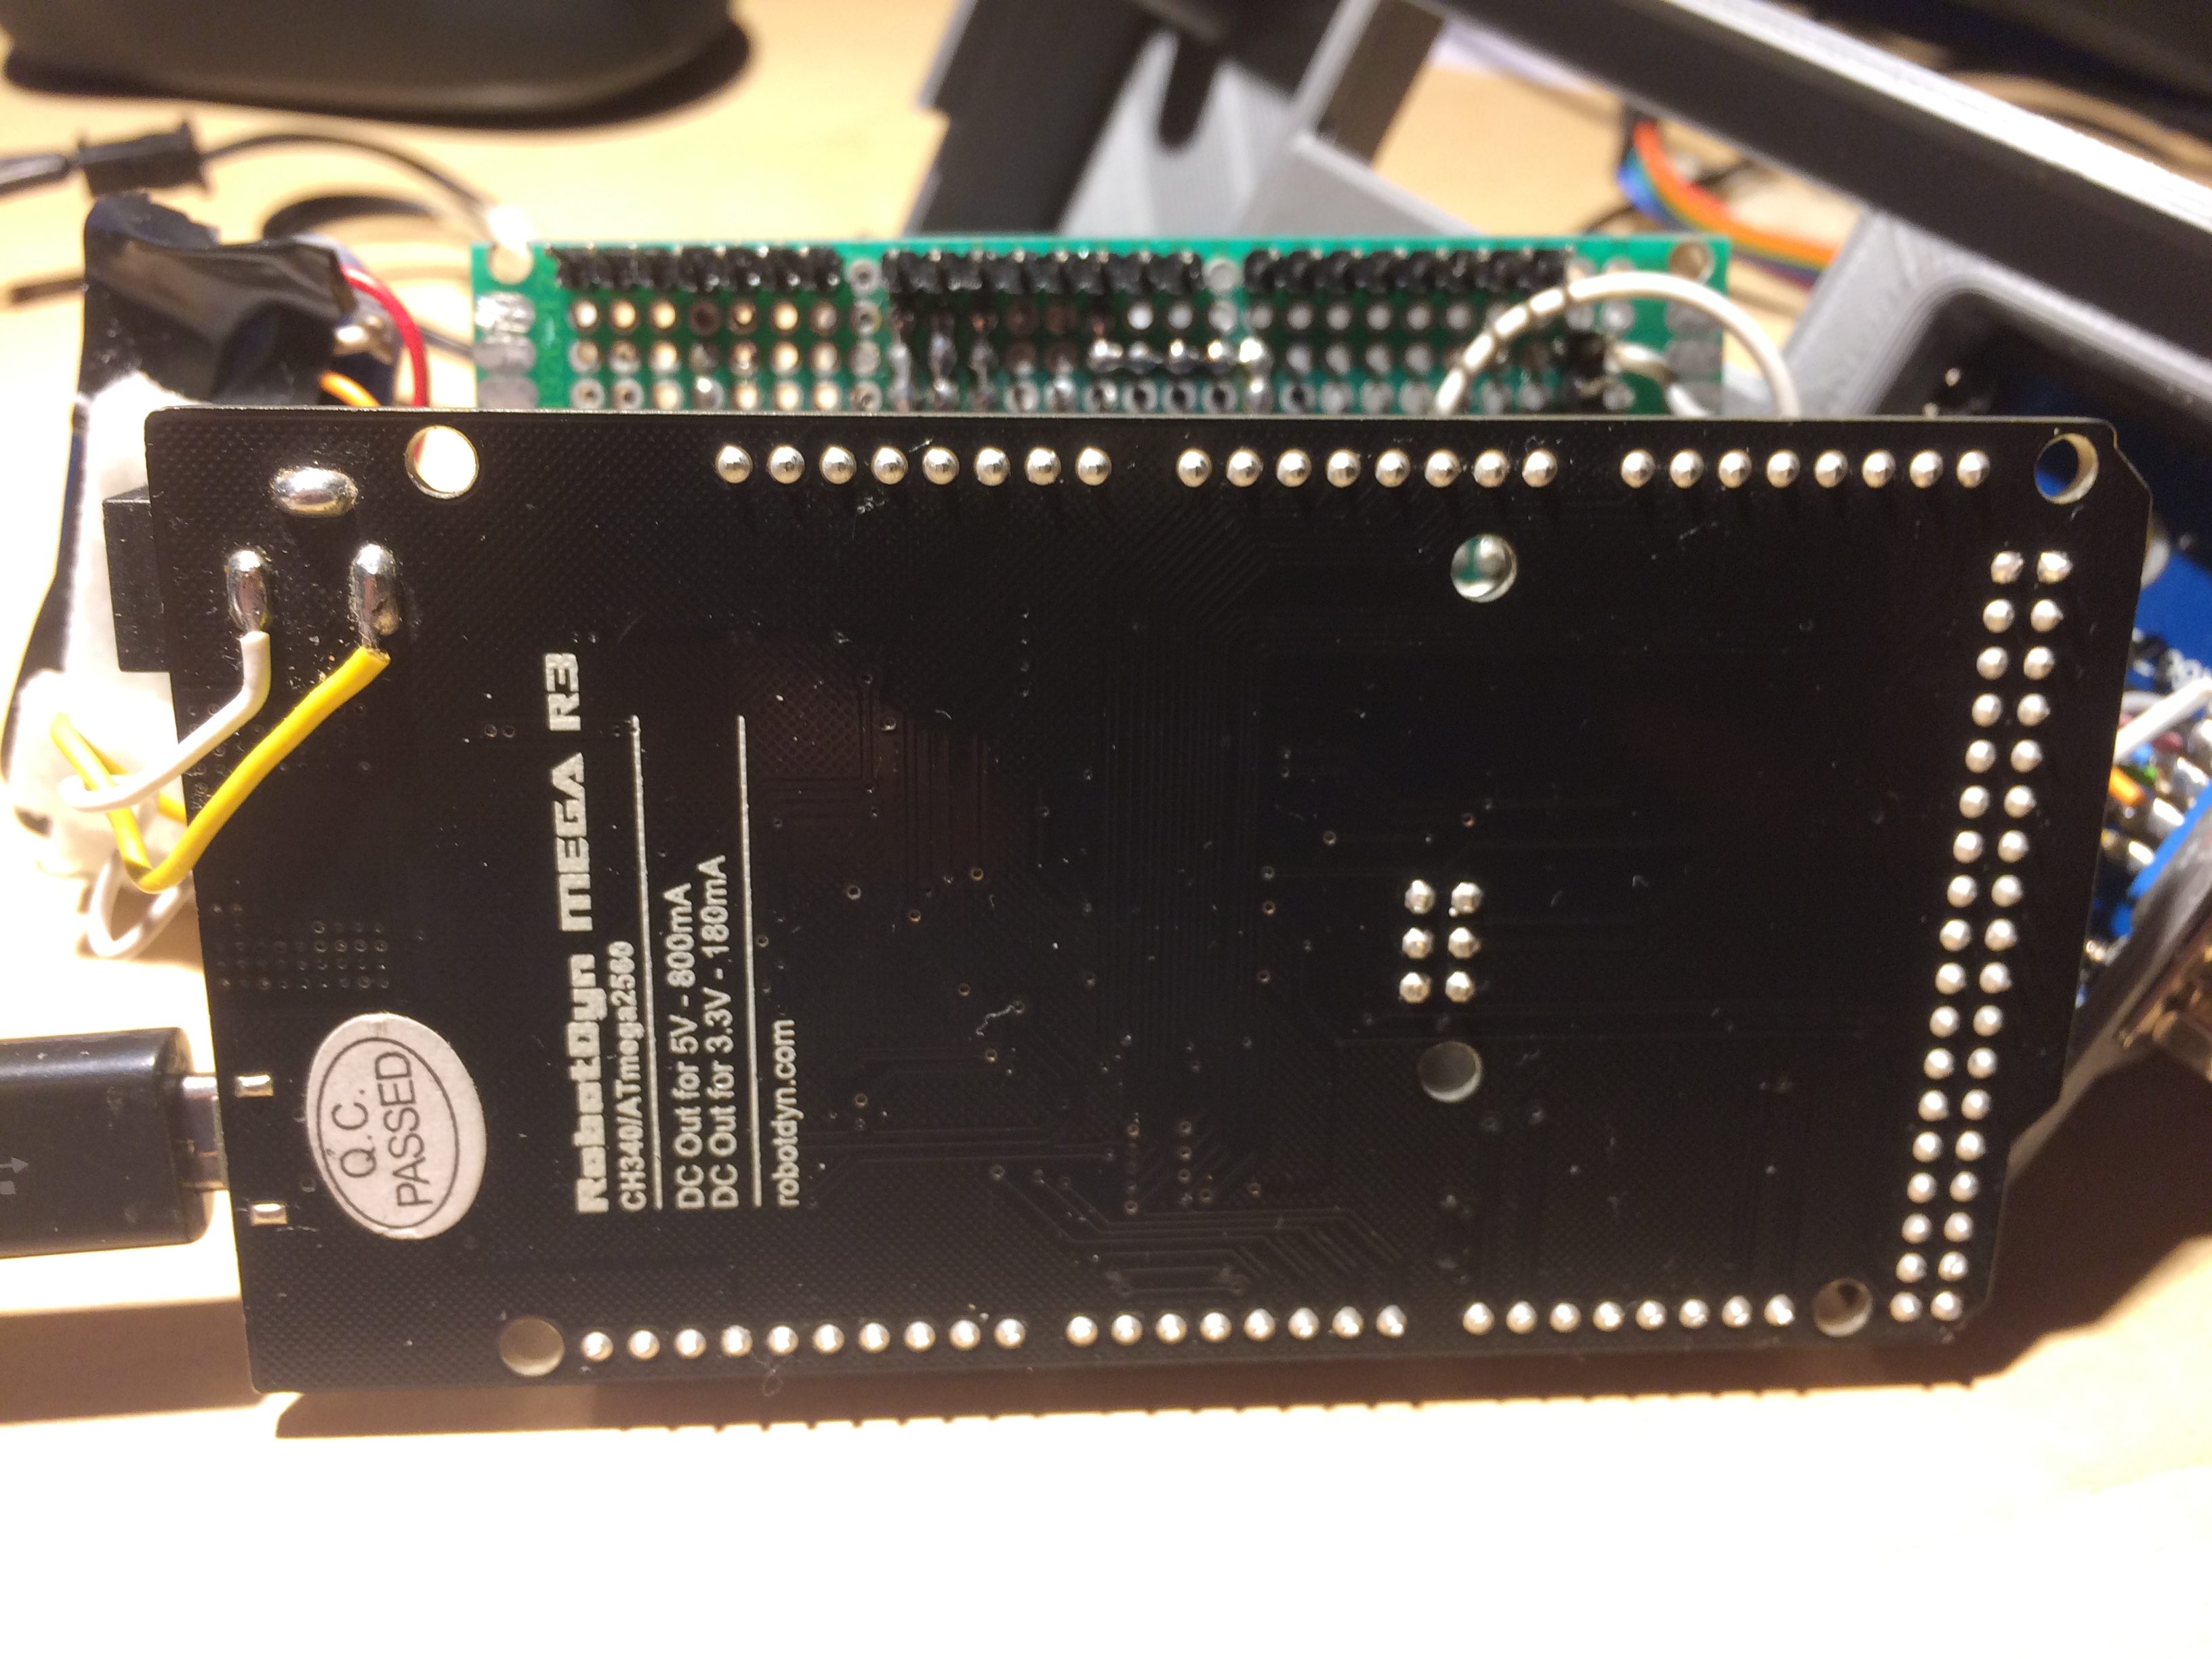 RobotDyn MEGA R3
CH340/ATmega2560
DC Out for 5V - 800mA
DC Out for 3.3V - 180mA
robotdyn.com
Q.C.
PASSED